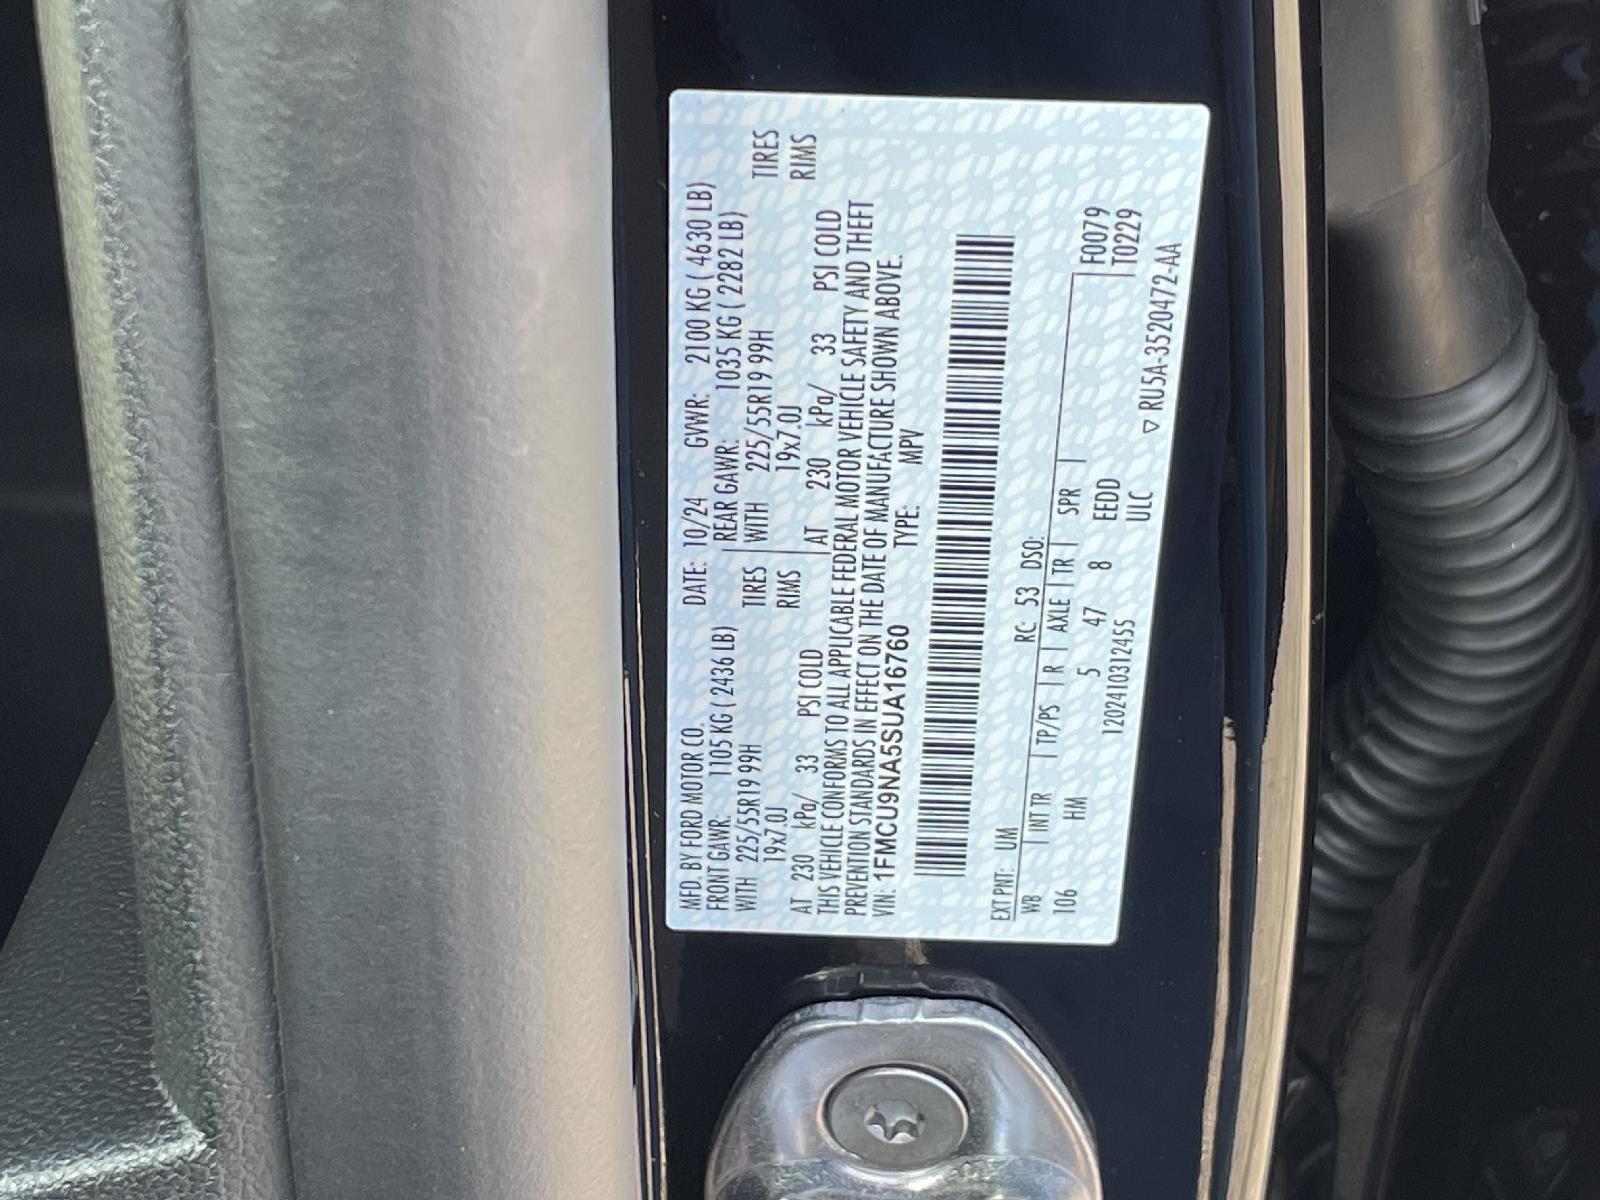 MFD. BY FORD MOTOR CO. DATE: 10/24 GVWR: 2100 KG ( 4630 LB)
FRONT GAWR: 1105 KG ( 2436 LB) REAR GAWR: 1035 KG ( 2282 LB)
WITH 225/55R19 99H TIRES WITH 225/55R19 99H TIRES
19x7.0J RIMS 19x7.0J RIMS
AT 230 kPa/ 33 PSI COLD AT 230 kPa/ 33 PSI COLD
THIS VEHICLE CONFORMS TO ALL APPLICABLE FEDERAL MOTOR VEHICLE SAFETY AND THEFT
PREVENTION STANDARDS IN EFFECT ON THE DATE OF MANUFACTURE SHOWN ABOVE.
VIN: 1FMCU9NA5SUA16760 TYPE: MPV
EXT PNT: UM RC: 53 DSO:
WB | INT TR | TP/PS | R | AXLE | TR | SPR | F0079
106 HM 5 47 8 EEDD T0229
120241031 2455 ULC
▽ RU5A-3520472-AA